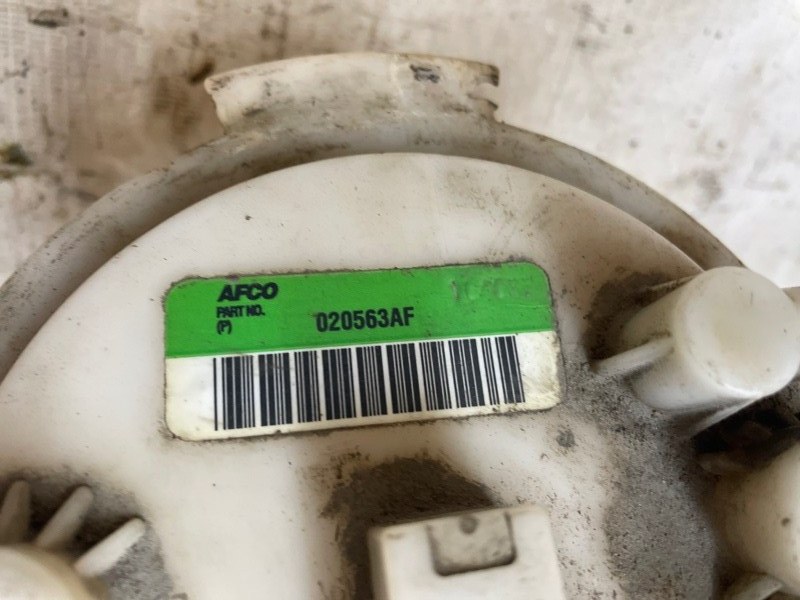 AFCO
PART NO.
(P)
020563AF